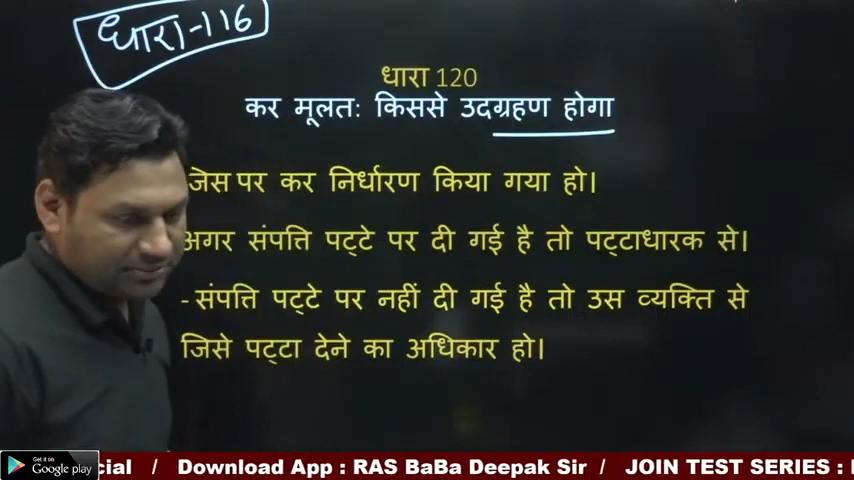 धारा-116
धारा 120
कर मूलतः किससे उदग्रहण होगा
जिस पर कर निर्धारण किया गया हो।
अगर संपत्ति पट्टे पर दी गई है तो पट्टाधारक से।
-संपत्ति पट्टे पर नहीं दी गई है तो उस व्यक्ति से
जिसे पट्टा देने का अधिकार हो।
Get it on
Google play
cial / Download App : RAS BaBa Deepak Sir / JOIN TEST SERIES :